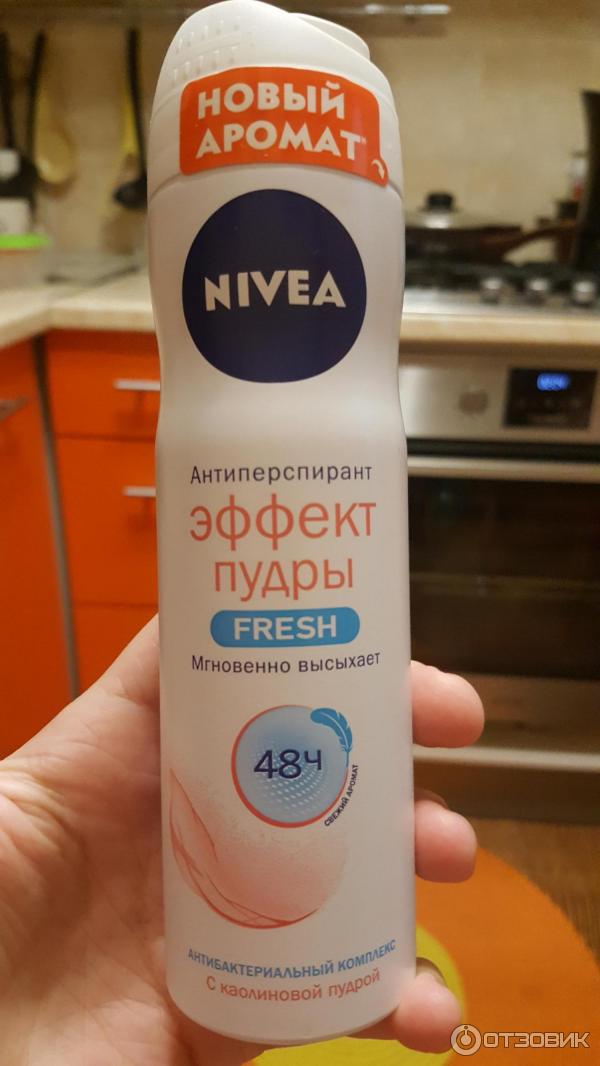 НОВЫЙ
АРОМАТ
NIVEA
Антиперспирант
эффект
пудры
FRESH
Мгновенно высыхает
48ч
СВЕЖИЙ АРОМАТ
АНТИБАКТЕРИАЛЬНЫЙ КОМПЛЕКС
С каолиновой пудрой
ОТЗОВИК